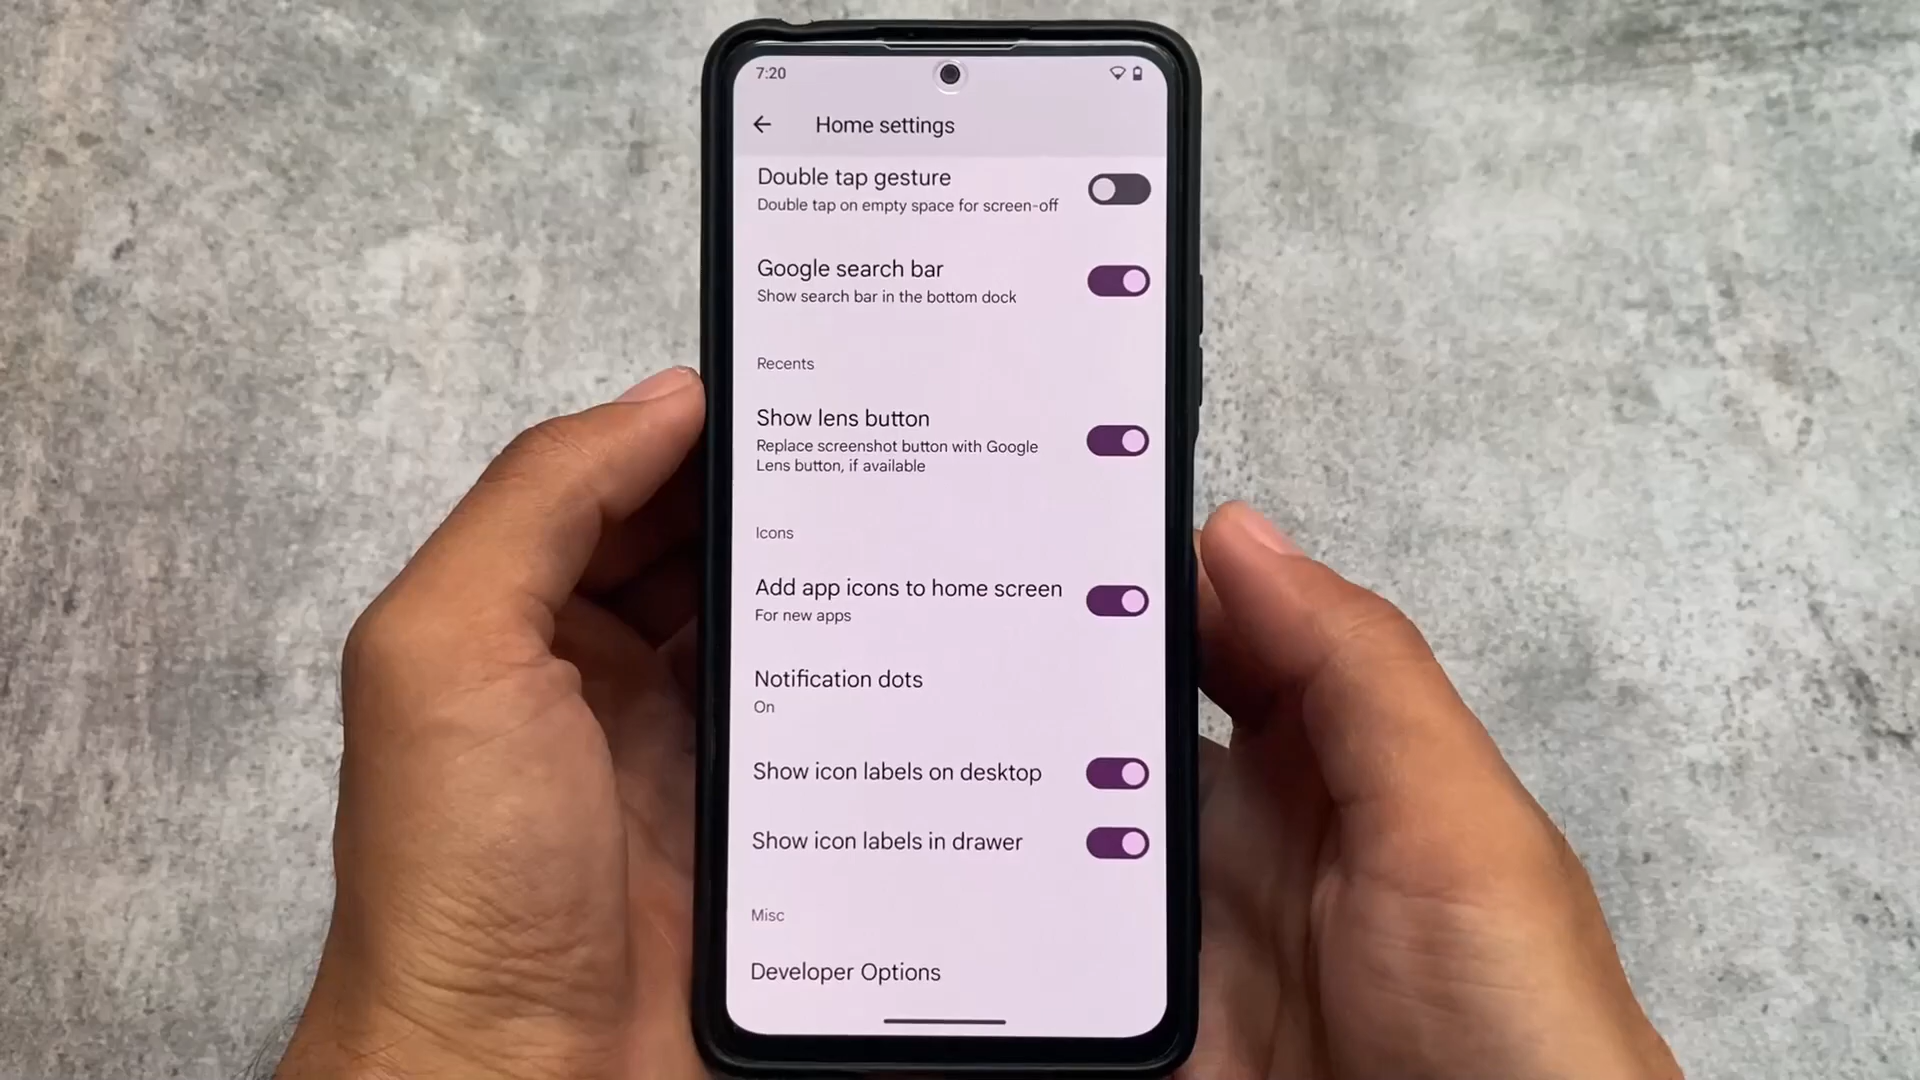 7:20
Home settings
Double tap gesture
Double tap on empty space for screen-off
Google search bar
Show search bar in the bottom dock
Recents
Show lens button
Replace screenshot button with Google
Lens button, if available
Icons
Add app icons to home screen
For new apps
Notification dots
On
Show icon labels on desktop
Show icon labels in drawer
Misc
Developer Options